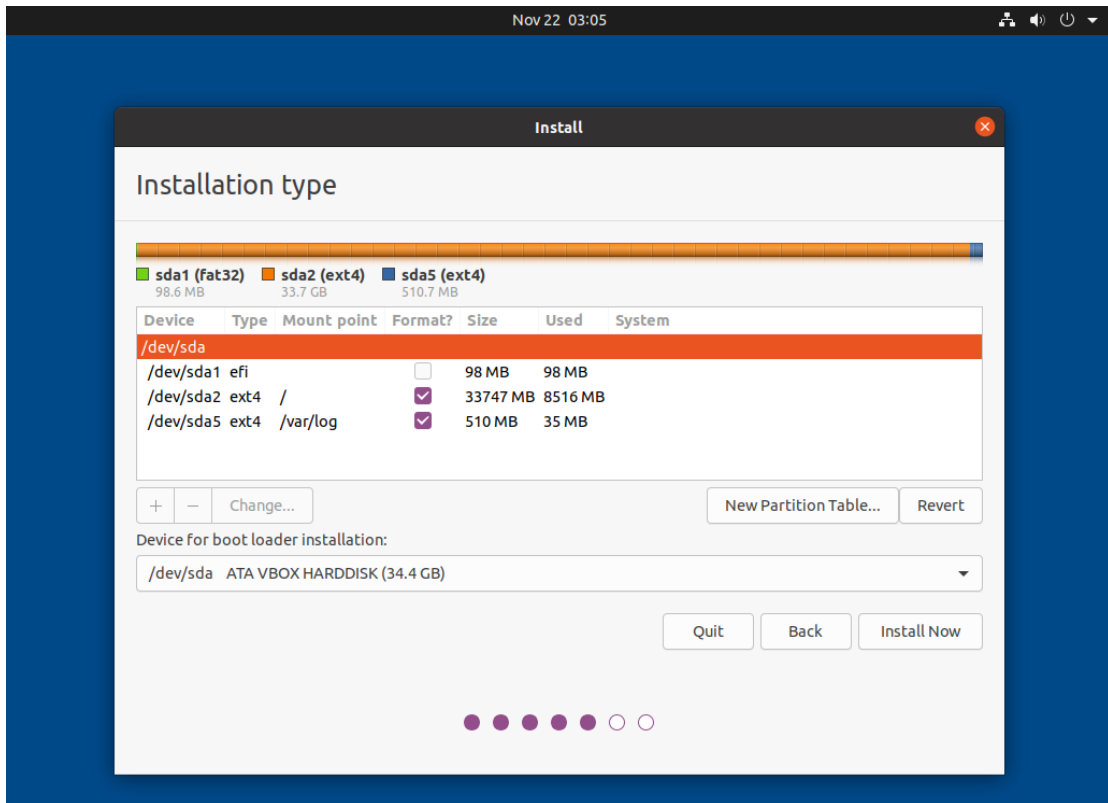 Nov 22 03:05
Install
Installation type
sda1 (fat32) sda2 (ext4) sda5 (ext4)
98.6 MB 33.7 GB 510.7 MB
Device Type Mount point Format? Size Used System
/dev/sda
/dev/sda1 efi 98 MB 98 MB
/dev/sda2 ext4 / 33747 MB 8516 MB
/dev/sda5 ext4 /var/log 510 MB 35 MB
+ − Change... New Partition Table... Revert
Device for boot loader installation:
/dev/sda ATA VBOX HARDDISK (34.4 GB)
Quit Back Install Now